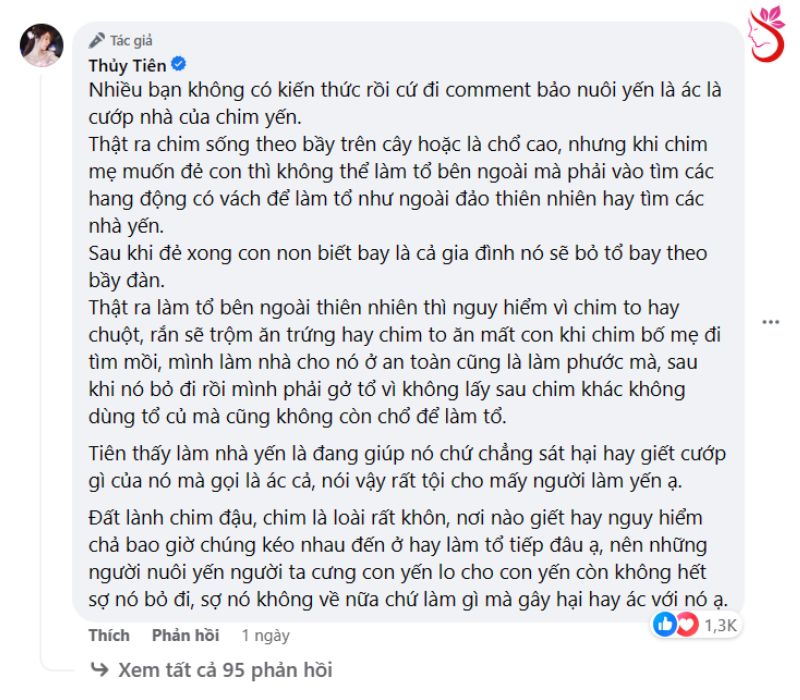 Tác giả
Thủy Tiên
Nhiều bạn không có kiến thức rồi cứ đi comment bảo nuôi yến là ác là
cướp nhà của chim yến.
Thật ra chim sống theo bầy trên cây hoặc là chổ cao, nhưng khi chim
mẹ muốn đẻ con thì không thể làm tổ bên ngoài mà phải vào tìm các
hang động có vách để làm tổ như ngoài đảo thiên nhiên hay tìm các
nhà yến.
Sau khi đẻ xong con non biết bay là cả gia đình nó sẽ bỏ tổ bay theo
bầy đàn.
Thật ra làm tổ bên ngoài thiên nhiên thì nguy hiểm vì chim to hay
chuột, rắn sẽ trộm ăn trứng hay chim to ăn mất con khi chim bố mẹ đi
tìm mồi, mình làm nhà cho nó ở an toàn cũng là làm phước mà, sau
khi nó bỏ đi rồi mình phải gở tổ vì không lấy sau chim khác không
dùng tổ củ mà cũng không còn chổ để làm tổ.
Tiên thấy làm nhà yến là đang giúp nó chứ chẳng sát hại hay giết cướp
gì của nó mà gọi là ác cả, nói vậy rất tội cho mấy người làm yến ạ.
Đất lành chim đậu, chim là loài rất khôn, nơi nào giết hay nguy hiểm
chả bao giờ chúng kéo nhau đến ở hay làm tổ tiếp đâu ạ, nên những
người nuôi yến người ta cưng con yến lo cho con yến còn không hết
sợ nó bỏ đi, sợ nó không về nữa chứ làm gì mà gây hại hay ác với nó ạ.
Thích Phản hồi 1 ngày 1,3K
Xem tất cả 95 phản hồi